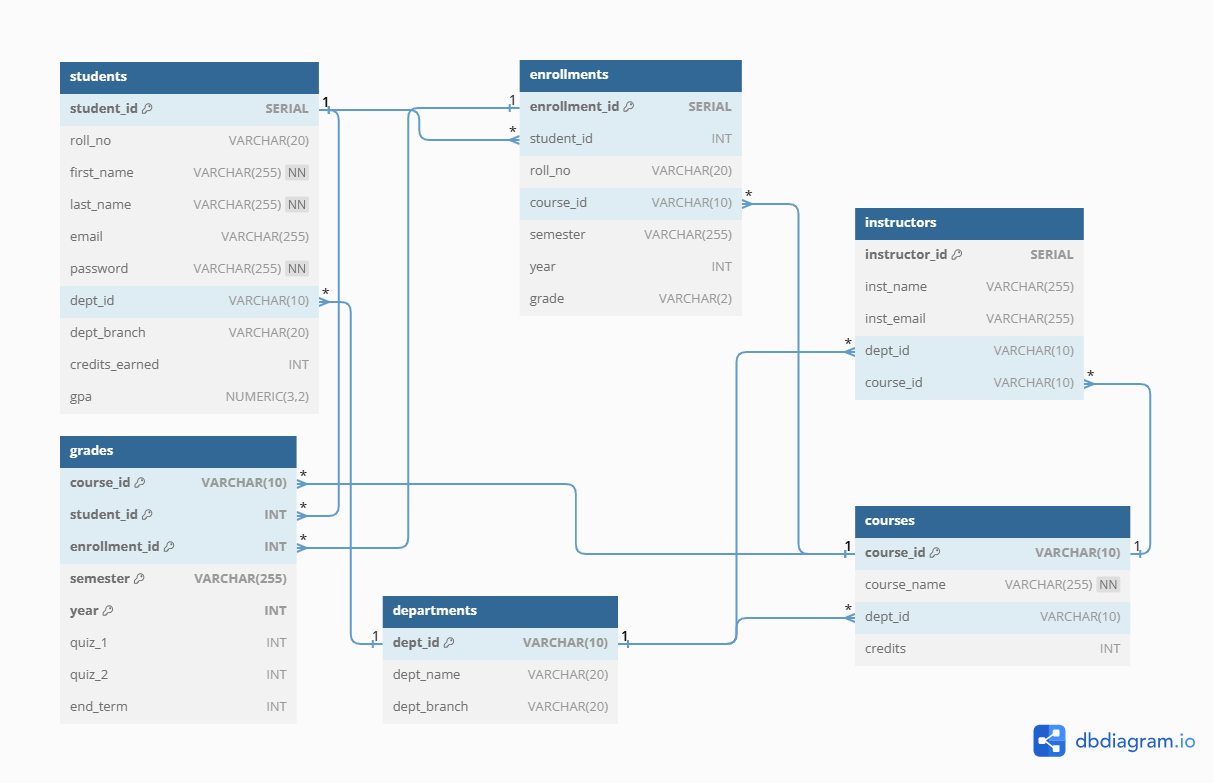 students
student_id SERIAL
roll_no VARCHAR(20)
first_name VARCHAR(255) NN
last_name VARCHAR(255) NN
email VARCHAR(255)
password VARCHAR(255) NN
dept_id VARCHAR(10)
dept_branch VARCHAR(20)
credits_earned INT
gpa NUMERIC(3,2)
1
*
enrollments
enrollment_id SERIAL
student_id INT
roll_no VARCHAR(20)
course_id VARCHAR(10)
semester VARCHAR(255)
year INT
grade VARCHAR(2)
1
*
*
instructors
instructor_id SERIAL
inst_name VARCHAR(255)
inst_email VARCHAR(255)
dept_id VARCHAR(10)
course_id VARCHAR(10)
*
*
grades
course_id VARCHAR(10)
student_id INT
enrollment_id INT
semester VARCHAR(255)
year INT
quiz_1 INT
quiz_2 INT
end_term INT
*
*
*
departments
dept_id VARCHAR(10)
dept_name VARCHAR(20)
dept_branch VARCHAR(20)
1
1
courses
course_id VARCHAR(10)
course_name VARCHAR(255) NN
dept_id VARCHAR(10)
credits INT
1
1
*
dbdiagram.io